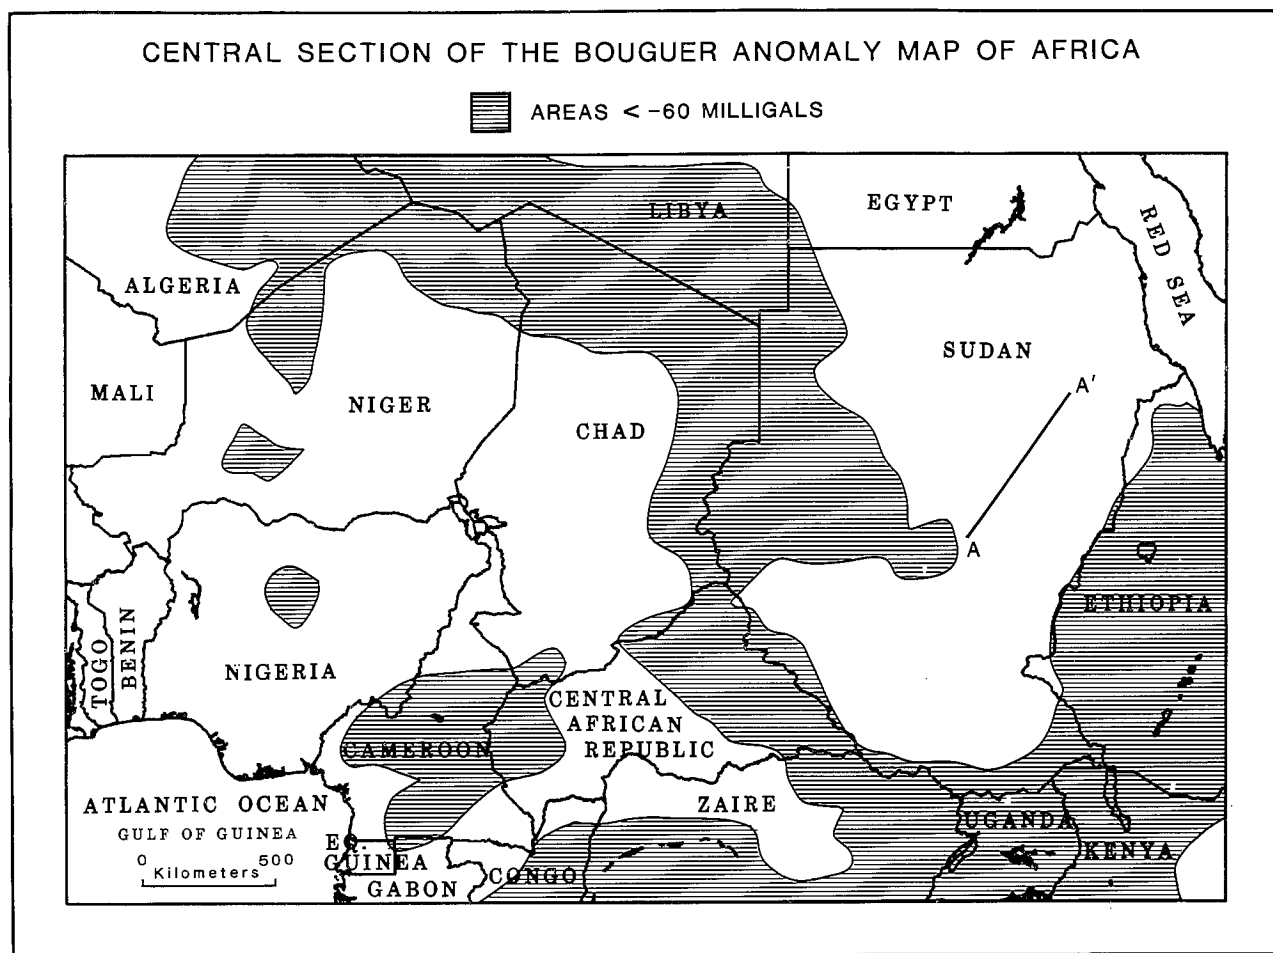 CENTRAL SECTION OF THE BOUGUER ANOMALY MAP OF AFRICA
AREAS < -60 MILLIGALS
LIBYA
EGYPT
RED SEA
ALGERIA
SUDAN
MALI
NIGER
A'
CHAD
A
ETHIOPIA
TOGO
BENIN
NIGERIA
CENTRAL
AFRICAN
REPUBLIC
CAMEROON
ATLANTIC OCEAN
GULF OF GUINEA
0 500
Kilometers
ZAIRE
UGANDA
KENYA
EQ.
GUINEA
GABON
CONGO